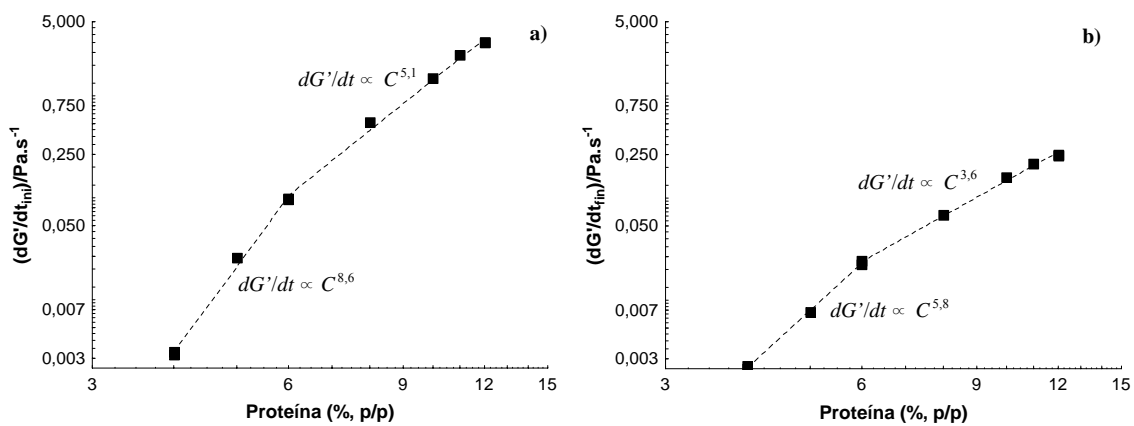 5,000
0,750
0,250
0,050
0,007
0,003
(dG'/dt_ini)/Pa.s⁻¹
a)
dG'/dt ∝ C^5,1
dG'/dt ∝ C^8,6
3 6 9 12 15
Proteína (%, p/p)
5,000
0,750
0,250
0,050
0,007
0,003
(dG'/dt_fin)/Pa.s⁻¹
b)
dG'/dt ∝ C^3,6
dG'/dt ∝ C^5,8
3 6 9 12 15
Proteína (%, p/p)